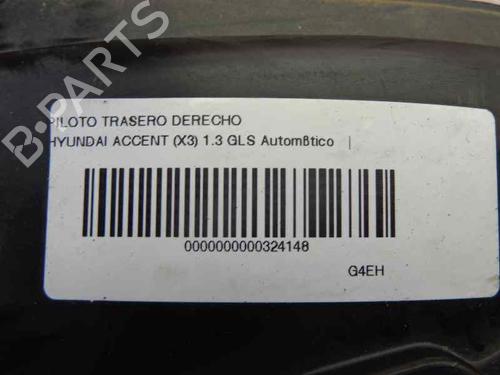 PILOTO TRASERO DERECHO
HYUNDAI ACCENT (X3) 1.3 GLS Automßtico |
0000000000324148
G4EH
B-PARTS